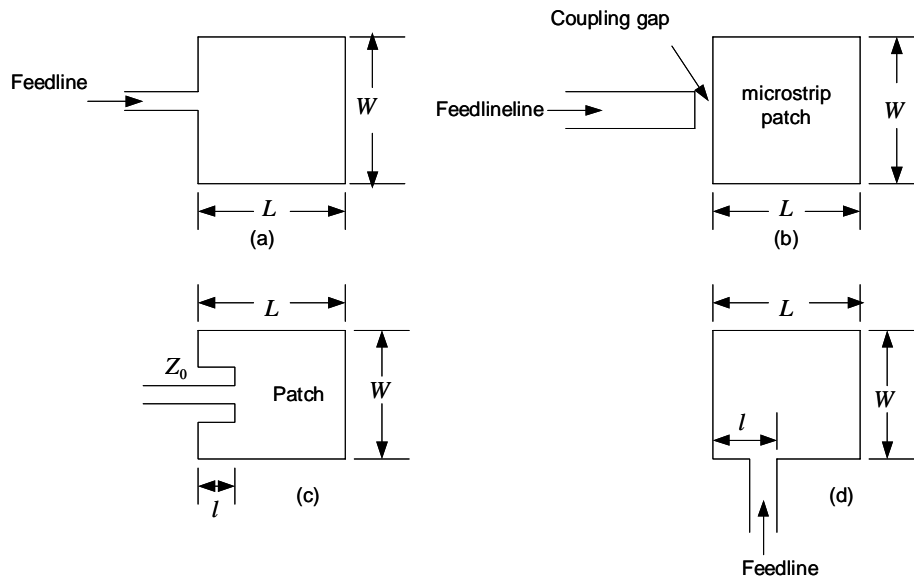 Feedline
W
L
(a)
Coupling gap
Feedlineline
microstrip
patch
W
L
(b)
L
Z₀
Patch
W
l
(c)
L
l
W
(d)
Feedline